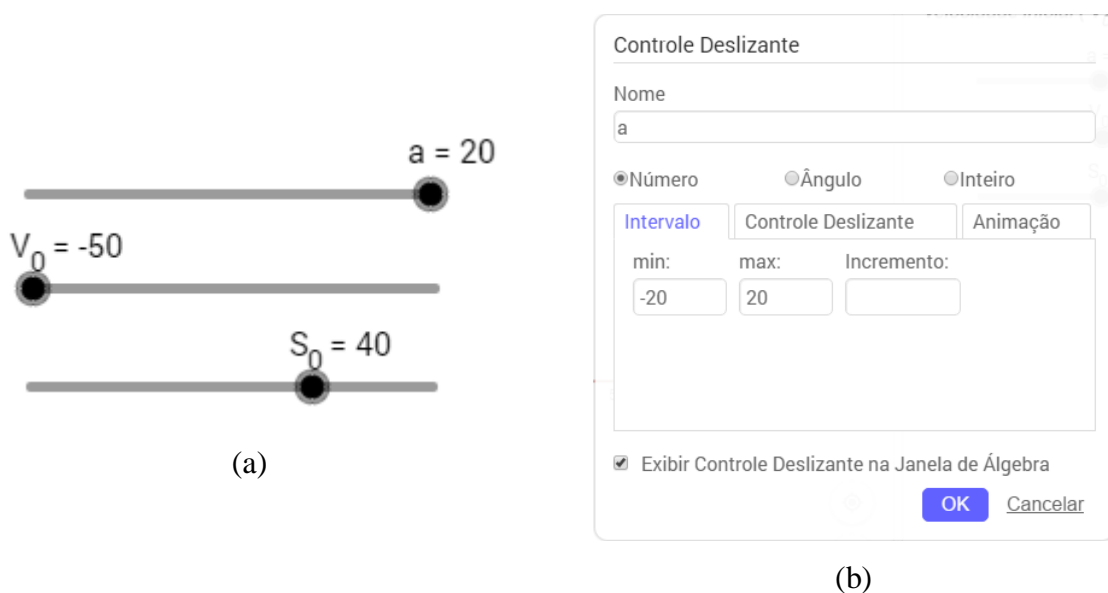 a = 20
V0 = -50
S0 = 40
(a)
Controle Deslizante
Nome
a
Número Ângulo Inteiro
Intervalo Controle Deslizante Animação
min: max: Incremento:
-20 20
Exibir Controle Deslizante na Janela de Álgebra
OK Cancelar
(b)